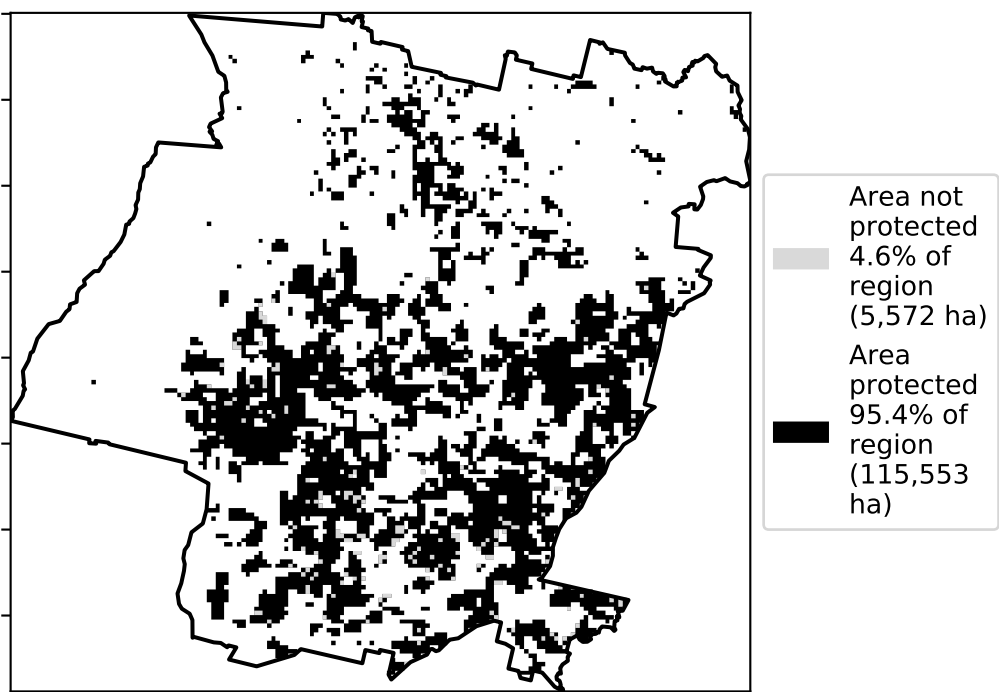 Area not
protected
4.6% of
region
(5,572 ha)
Area
protected
95.4% of
region
(115,553
ha)